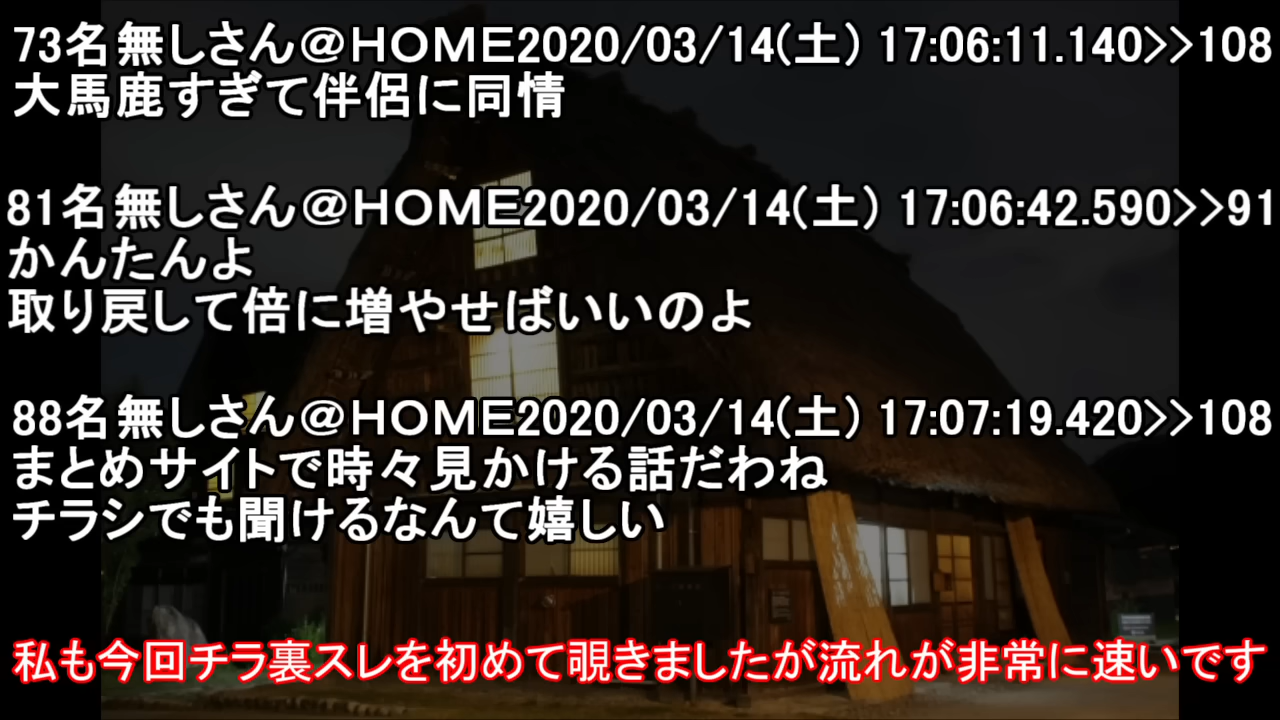 73名無しさん＠ＨＯＭＥ2020/03/14(土) 17:06:11.140>>108
大馬鹿すぎて伴侶に同情
81名無しさん＠ＨＯＭＥ2020/03/14(土) 17:06:42.590>>91
かんたんよ
取り戻して倍に増やせばいいのよ
88名無しさん＠ＨＯＭＥ2020/03/14(土) 17:07:19.420>>108
まとめサイトで時々見かける話だわね
チラシでも聞けるなんて嬉しい
私も今回チラ裏スレを初めて覗きましたが流れが非常に速いです